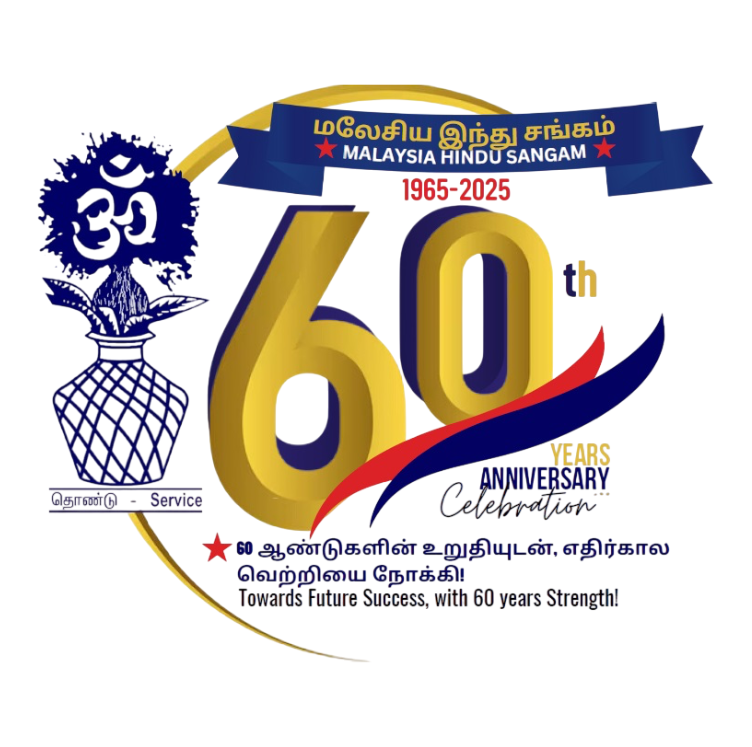 மலேசிய இந்து சங்கம்
MALAYSIA HINDU SANGAM
1965-2025
ॐ
60th
YEARS
ANNIVERSARY
Celebration
தொண்டு - Service
60 ஆண்டுகளின் உறுதியுடன், எதிர்கால
வெற்றியை நோக்கி!
Towards Future Success, with 60 years Strength!